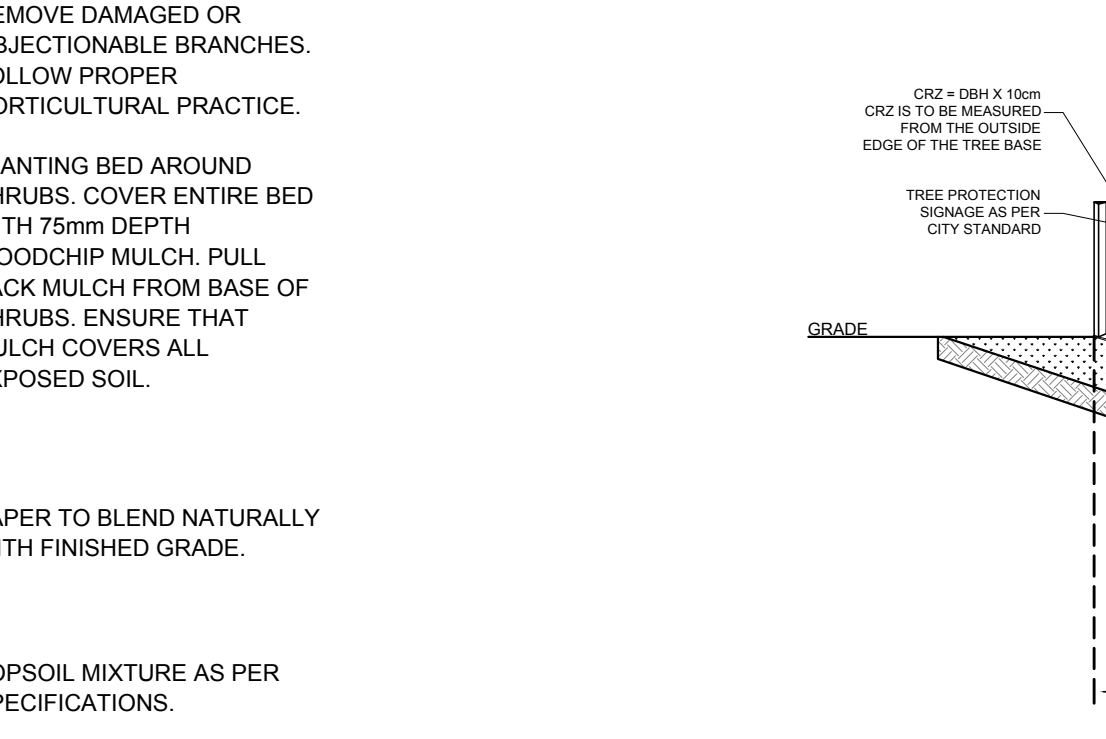 EMOVE DAMAGED OR
BJECTIONABLE BRANCHES.
OLLOW PROPER
ORTICULTURAL PRACTICE.
ANTING BED AROUND
HRUBS. COVER ENTIRE BED
TH 75mm DEPTH
OODCHIP MULCH. PULL
ACK MULCH FROM BASE OF
HRUBS. ENSURE THAT
ULCH COVERS ALL
XPOSED SOIL.
APER TO BLEND NATURALLY
ITH FINISHED GRADE.
OPSOIL MIXTURE AS PER
PECIFICATIONS.
CRZ = DBH X 10cm
CRZ IS TO BE MEASURED
FROM THE OUTSIDE
EDGE OF THE TREE BASE
TREE PROTECTION
SIGNAGE AS PER
CITY STANDARD
GRADE